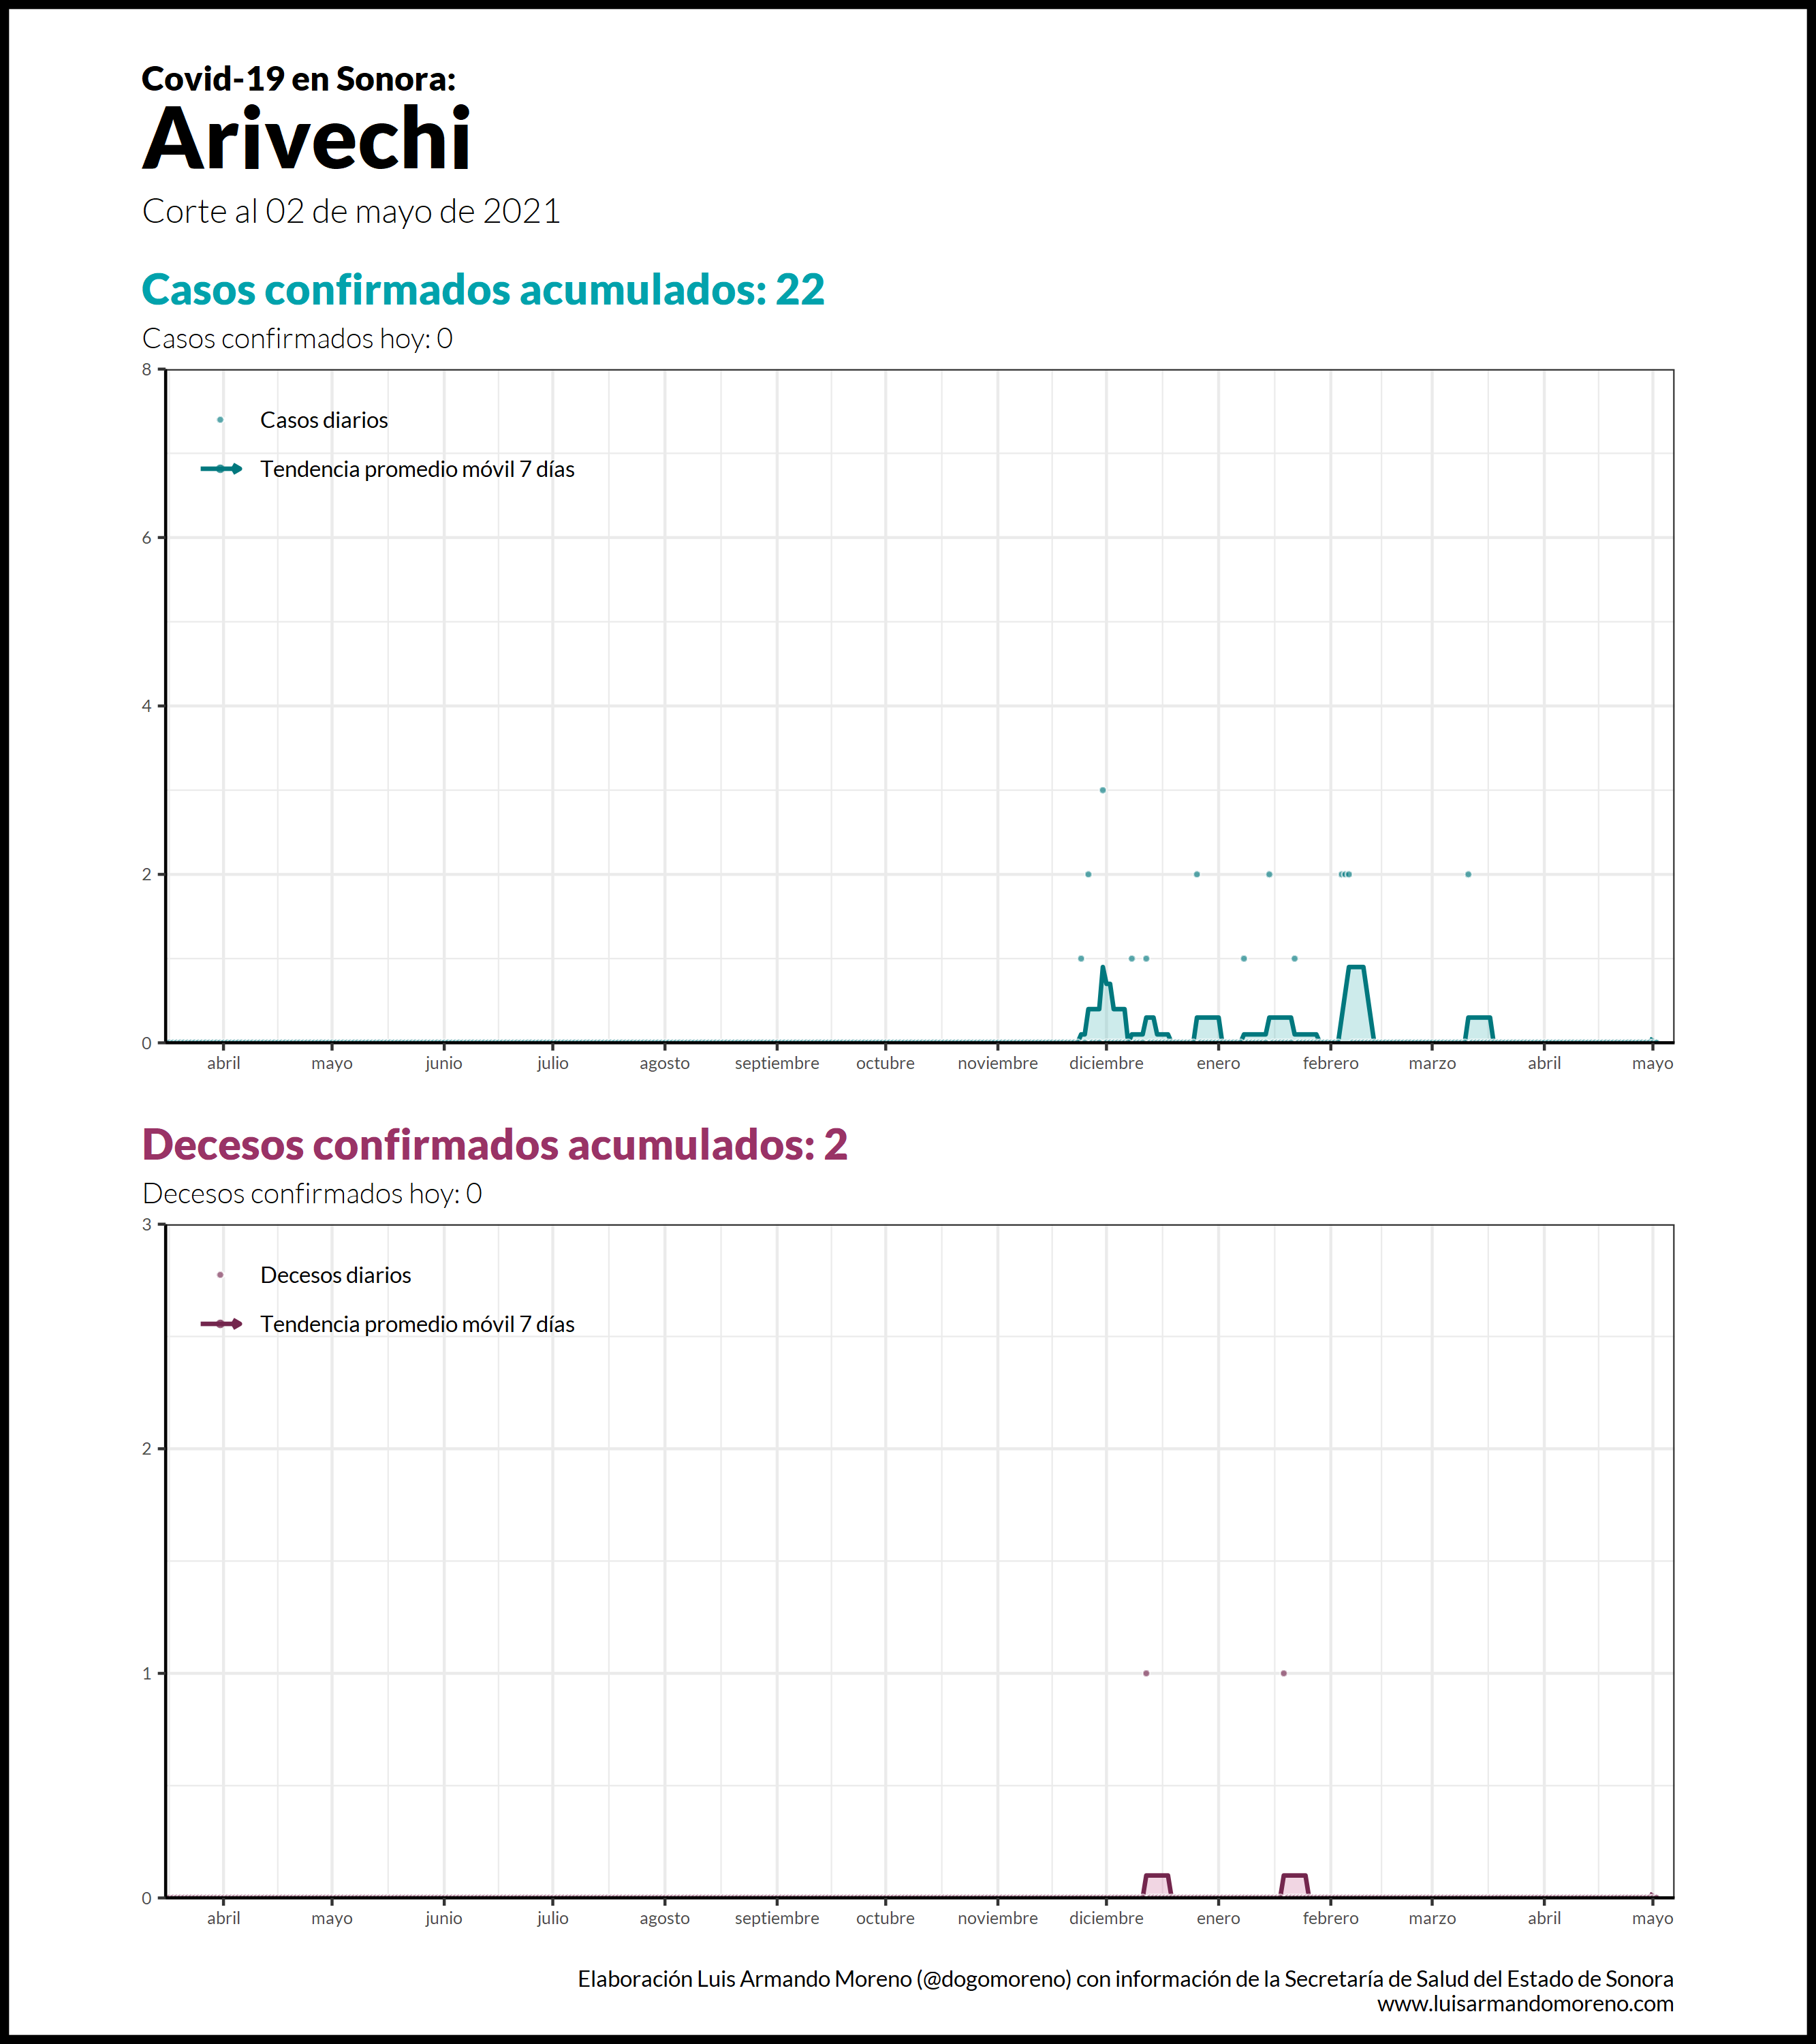 Covid-19 en Sonora:
Arivechi
Corte al 02 de mayo de 2021
Casos confirmados acumulados: 22
Casos confirmados hoy: 0
8
Casos diarios
Tendencia promedio móvil 7 días
6
4
2
0
abril mayo junio julio agosto septiembre octubre noviembre diciembre enero febrero marzo abril mayo
Decesos confirmados acumulados: 2
Decesos confirmados hoy: 0
3
Decesos diarios
Tendencia promedio móvil 7 días
2
1
0
abril mayo junio julio agosto septiembre octubre noviembre diciembre enero febrero marzo abril mayo
Elaboración Luis Armando Moreno (@dogomoreno) con información de la Secretaría de Salud del Estado de Sonora
www.luisarmandomoreno.com